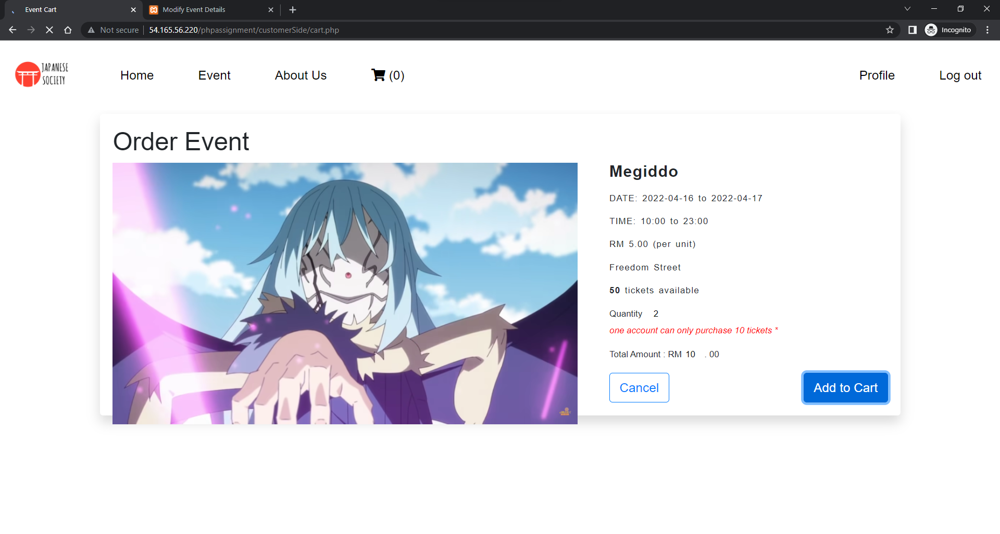 Event Cart
Modify Event Details
Not secure
54.165.56.220/phpassignment/customerSide/cart.php
Incognito
JAPANESE
SOCIETY
Home
Event
About Us
(0)
Profile
Log out
Order Event
Megiddo
DATE: 2022-04-16 to 2022-04-17
TIME: 10:00 to 23:00
RM 5.00 (per unit)
Freedom Street
50 tickets available
Quantity 2
one account can only purchase 10 tickets *
Total Amount : RM 10 . 00
Cancel
Add to Cart